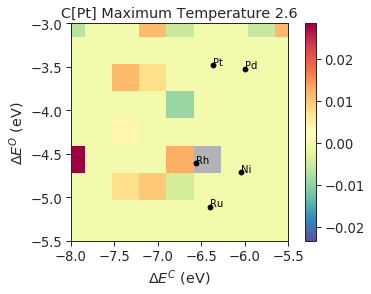 C[Pt] Maximum Temperature 2.6
−3.0
−3.5
−4.0
−4.5
−5.0
−5.5
ΔE^O (eV)
Pt
Pd
Rh
Ni
Ru
−8.0 −7.5 −7.0 −6.5 −6.0 −5.5
ΔE^C (eV)
0.02
0.01
0.00
−0.01
−0.02